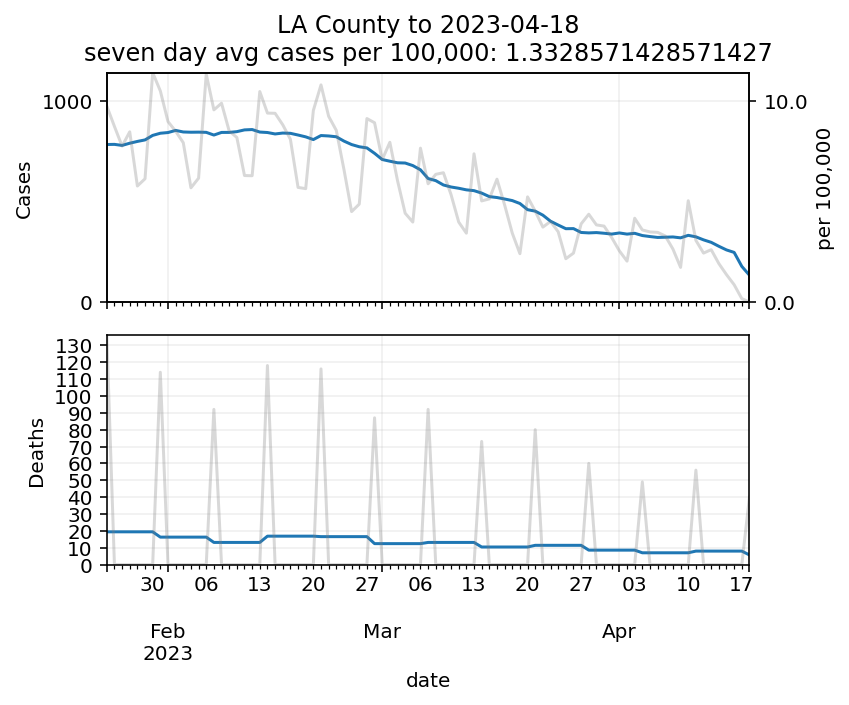 LA County to 2023-04-18
seven day avg cases per 100,000: 1.3328571428571427
1000
0
Cases
10.0
0.0
per 100,000
130
120
110
100
90
80
70
60
50
40
30
20
10
0
Deaths
30 06 13 20 27 06 13 20 27 03 10 17
Feb Mar Apr
2023
date